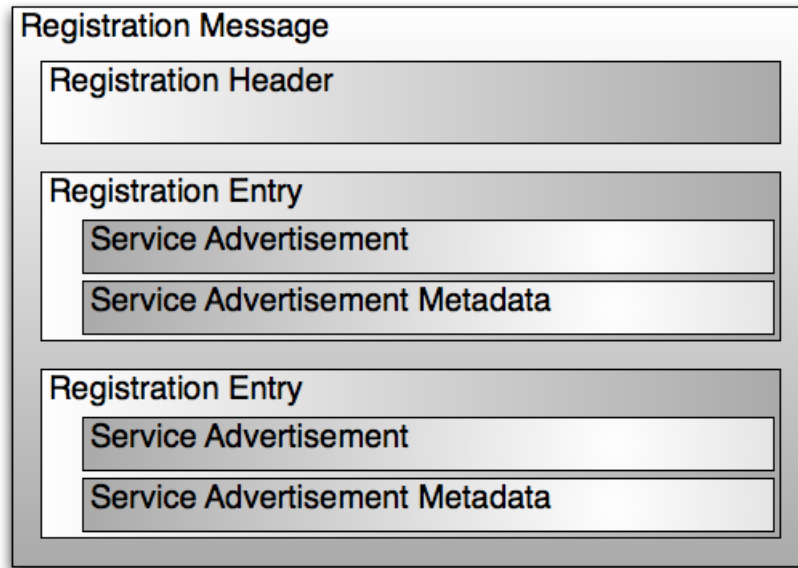 Registration Message
Registration Header
Registration Entry
Service Advertisement
Service Advertisement Metadata
Registration Entry
Service Advertisement
Service Advertisement Metadata